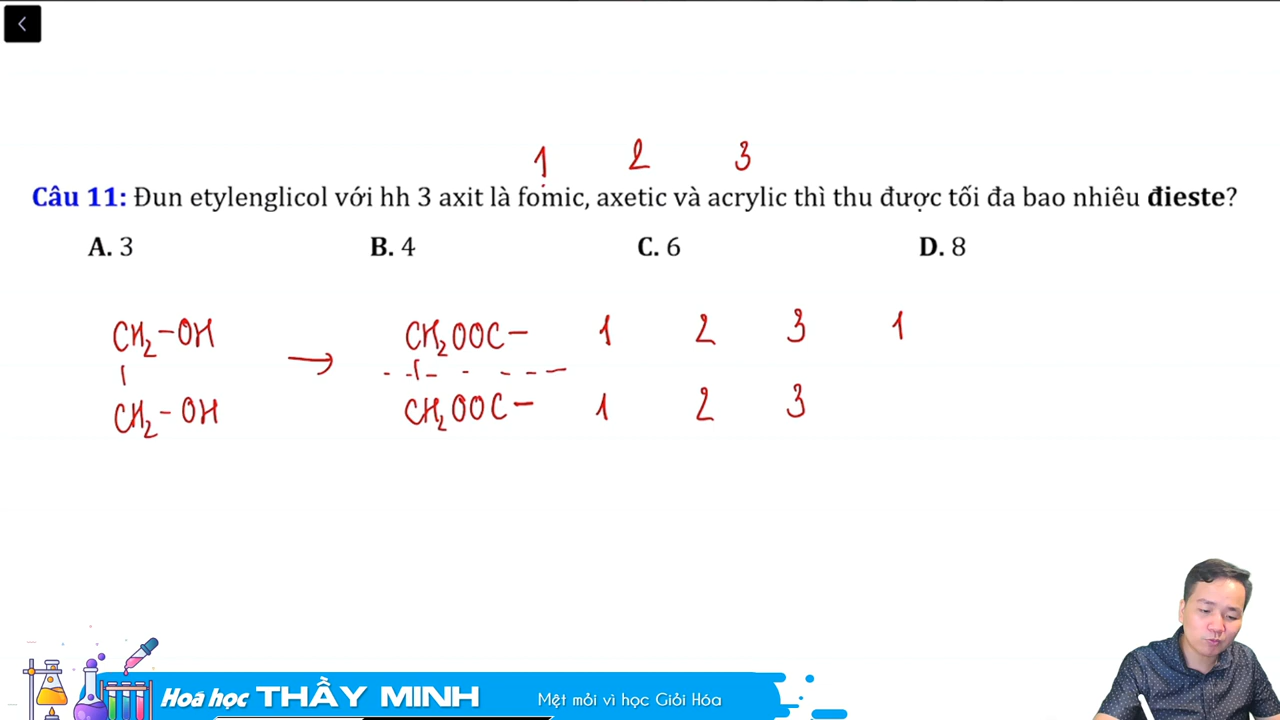 1 2 3
Câu 11: Đun etylenglicol với hh 3 axit là fomic, axetic và acrylic thì thu được tối đa bao nhiêu đieste?
A. 3 B. 4 C. 6 D. 8
CH₂-OH → CH₂OOC- 1 2 3 1
CH₂-OH CH₂OOC- 1 2 3
Hoá học THẦY MINH Mệt mỏi vì học Giỏi Hóa